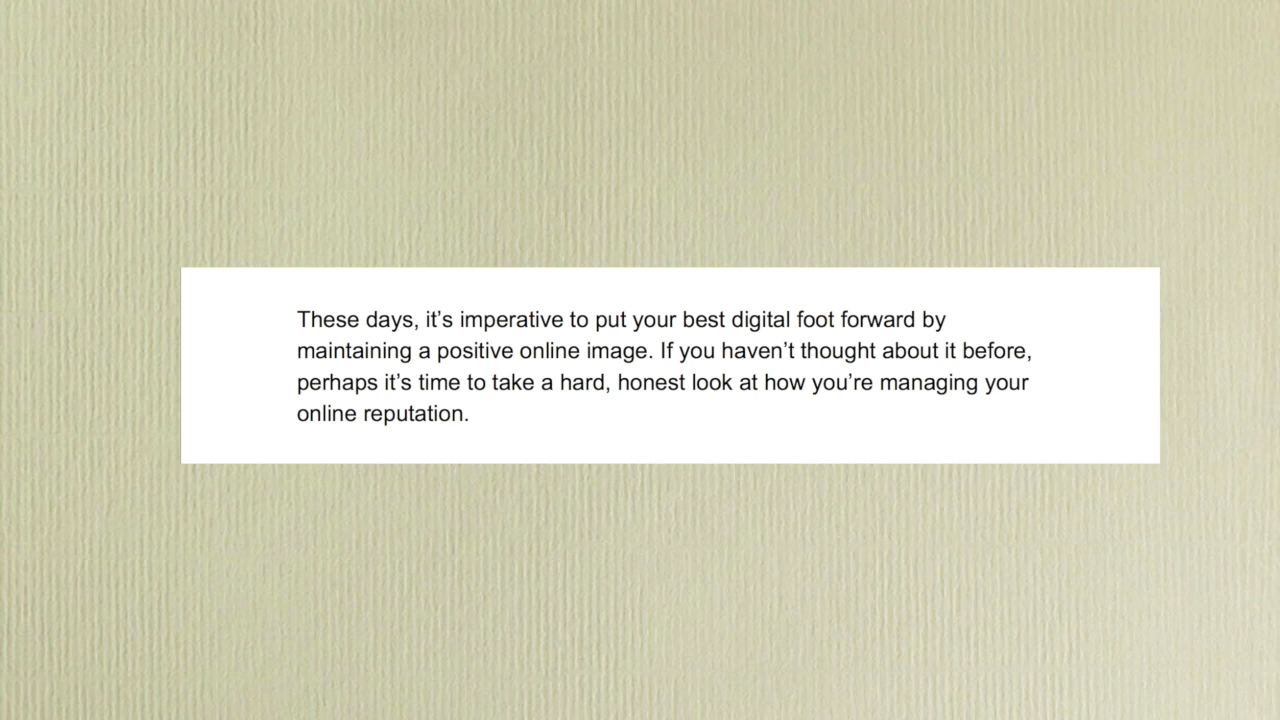 These days, it’s imperative to put your best digital foot forward by
maintaining a positive online image. If you haven’t thought about it before,
perhaps it’s time to take a hard, honest look at how you’re managing your
online reputation.